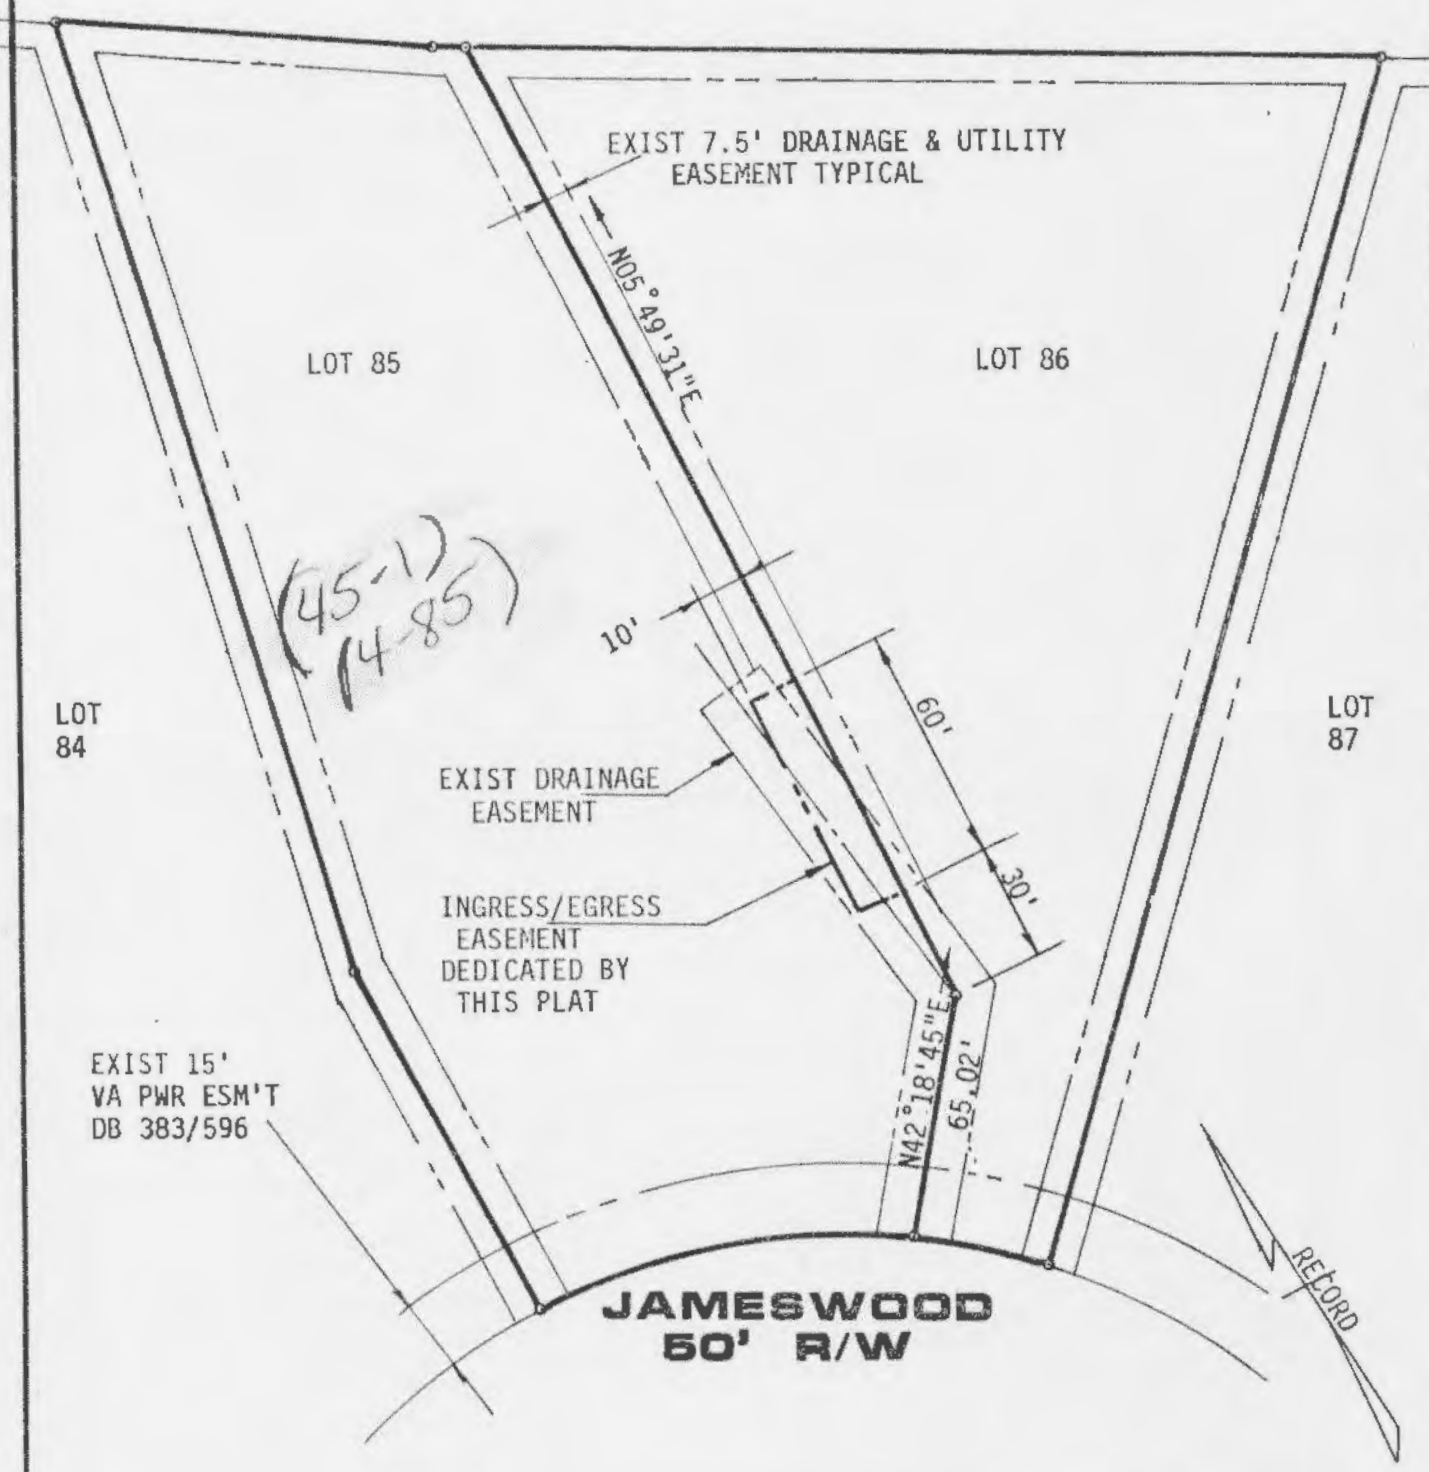 EXIST 7.5' DRAINAGE & UTILITY
EASEMENT TYPICAL
N05°49'31"E
LOT 85
LOT 86
(45-1)
(4-85)
10'
60'
LOT
84
LOT
87
EXIST DRAINAGE
EASEMENT
30'
INGRESS/EGRESS
EASEMENT
DEDICATED BY
THIS PLAT
N42°18'45"E
65.02'
EXIST 15'
VA PWR ESM'T
DB 383/596
RECORD
JAMESWOOD
50' R/W